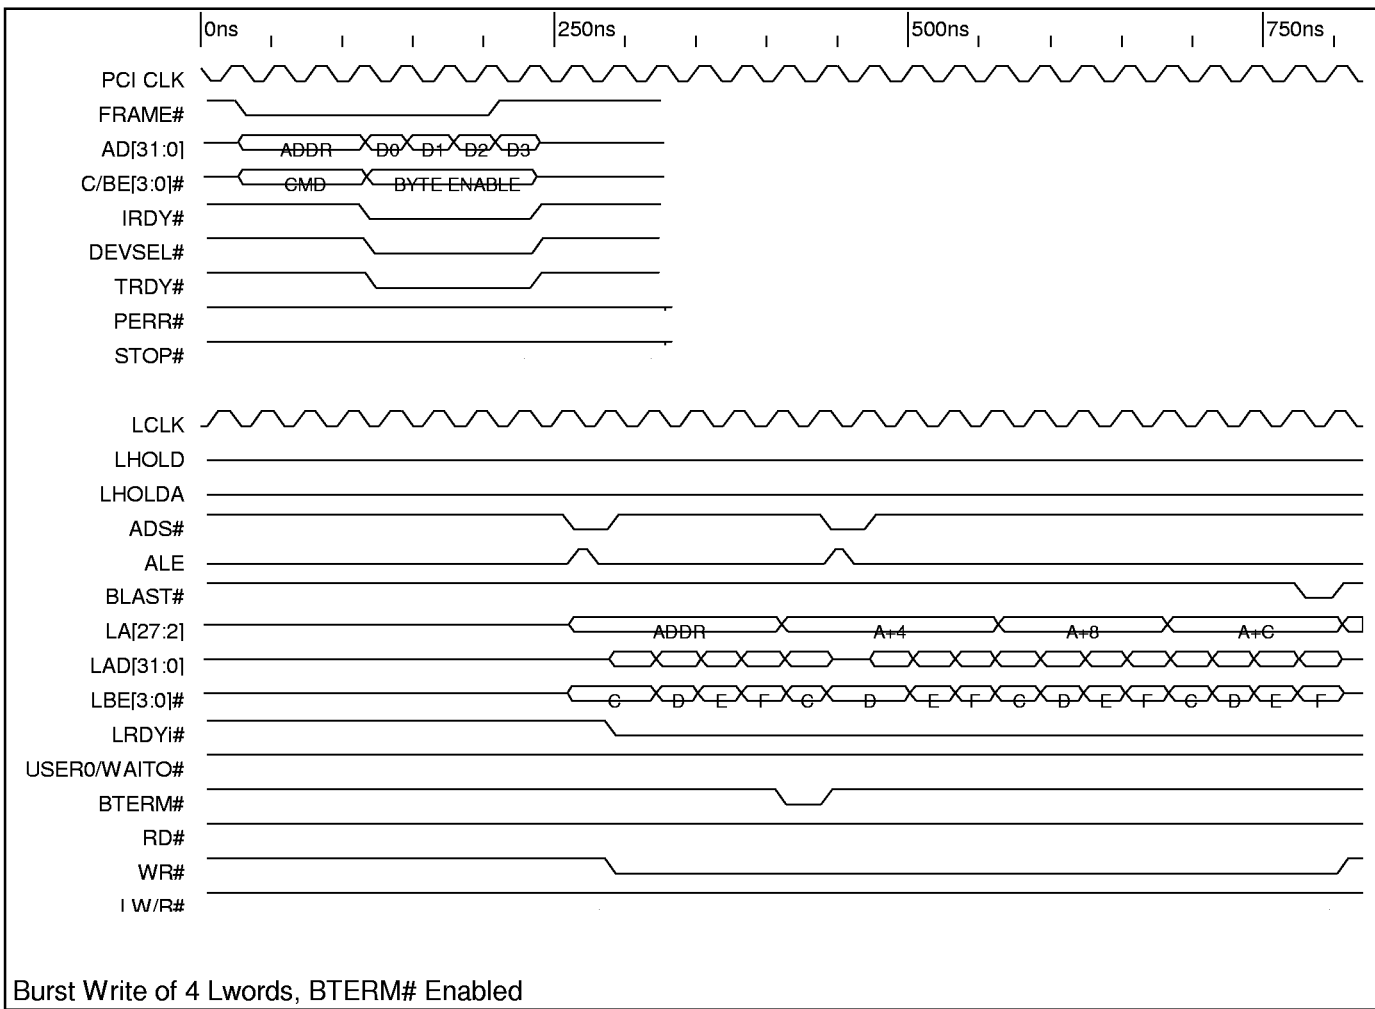 0ns 250ns 500ns 750ns
PCI CLK
FRAME#
AD[31:0] ADDR D0 D1 D2 D3
C/BE[3:0]# CMD BYTE ENABLE
IRDY#
DEVSEL#
TRDY#
PERR#
STOP#
LCLK
LHOLD
LHOLDA
ADS#
ALE
BLAST#
LA[27:2] ADDR A+4 A+8 A+C
LAD[31:0]
LBE[3:0]# C D E F C D E F C D E F C D E F
LRDYi#
USER0/WAITO#
BTERM#
RD#
WR#
LW/R#
Burst Write of 4 Lwords, BTERM# Enabled